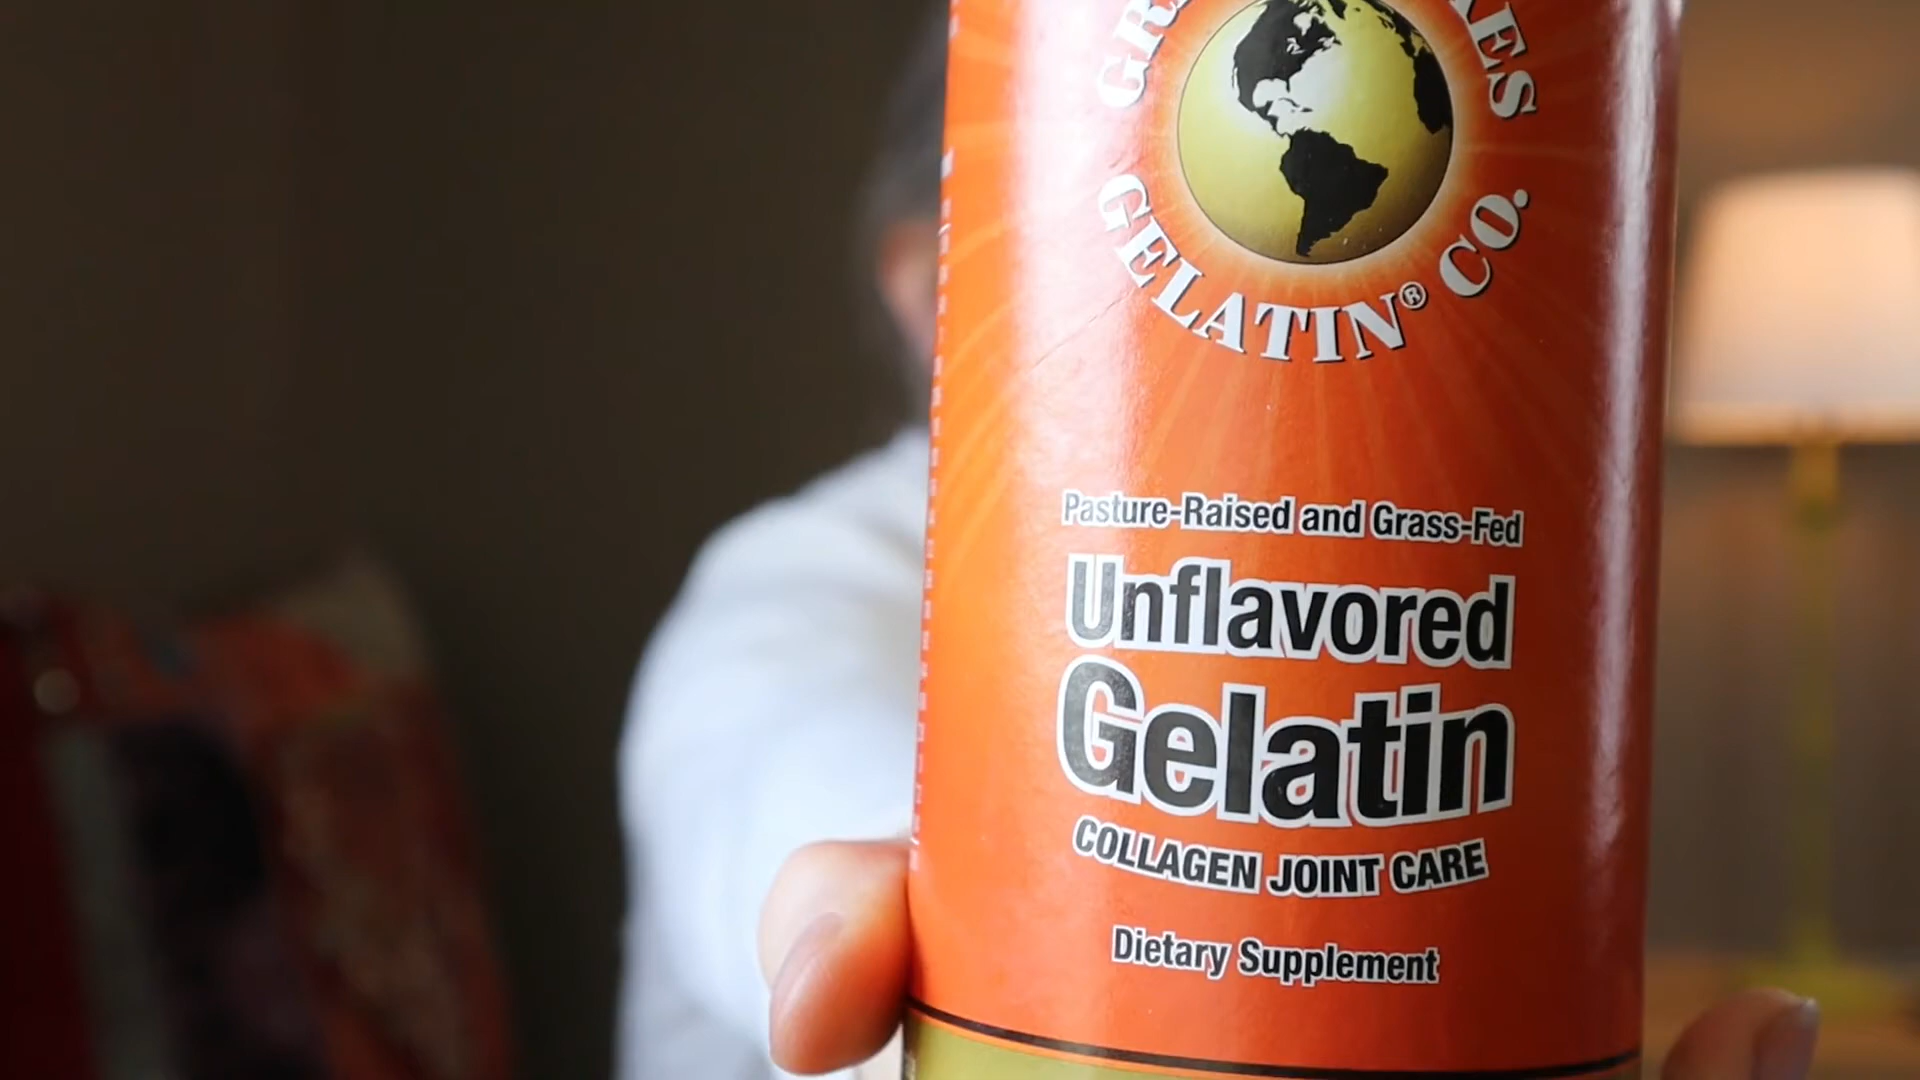 GELATIN® CO.
Pasture-Raised and Grass-Fed
Unflavored
Gelatin
COLLAGEN JOINT CARE
Dietary Supplement